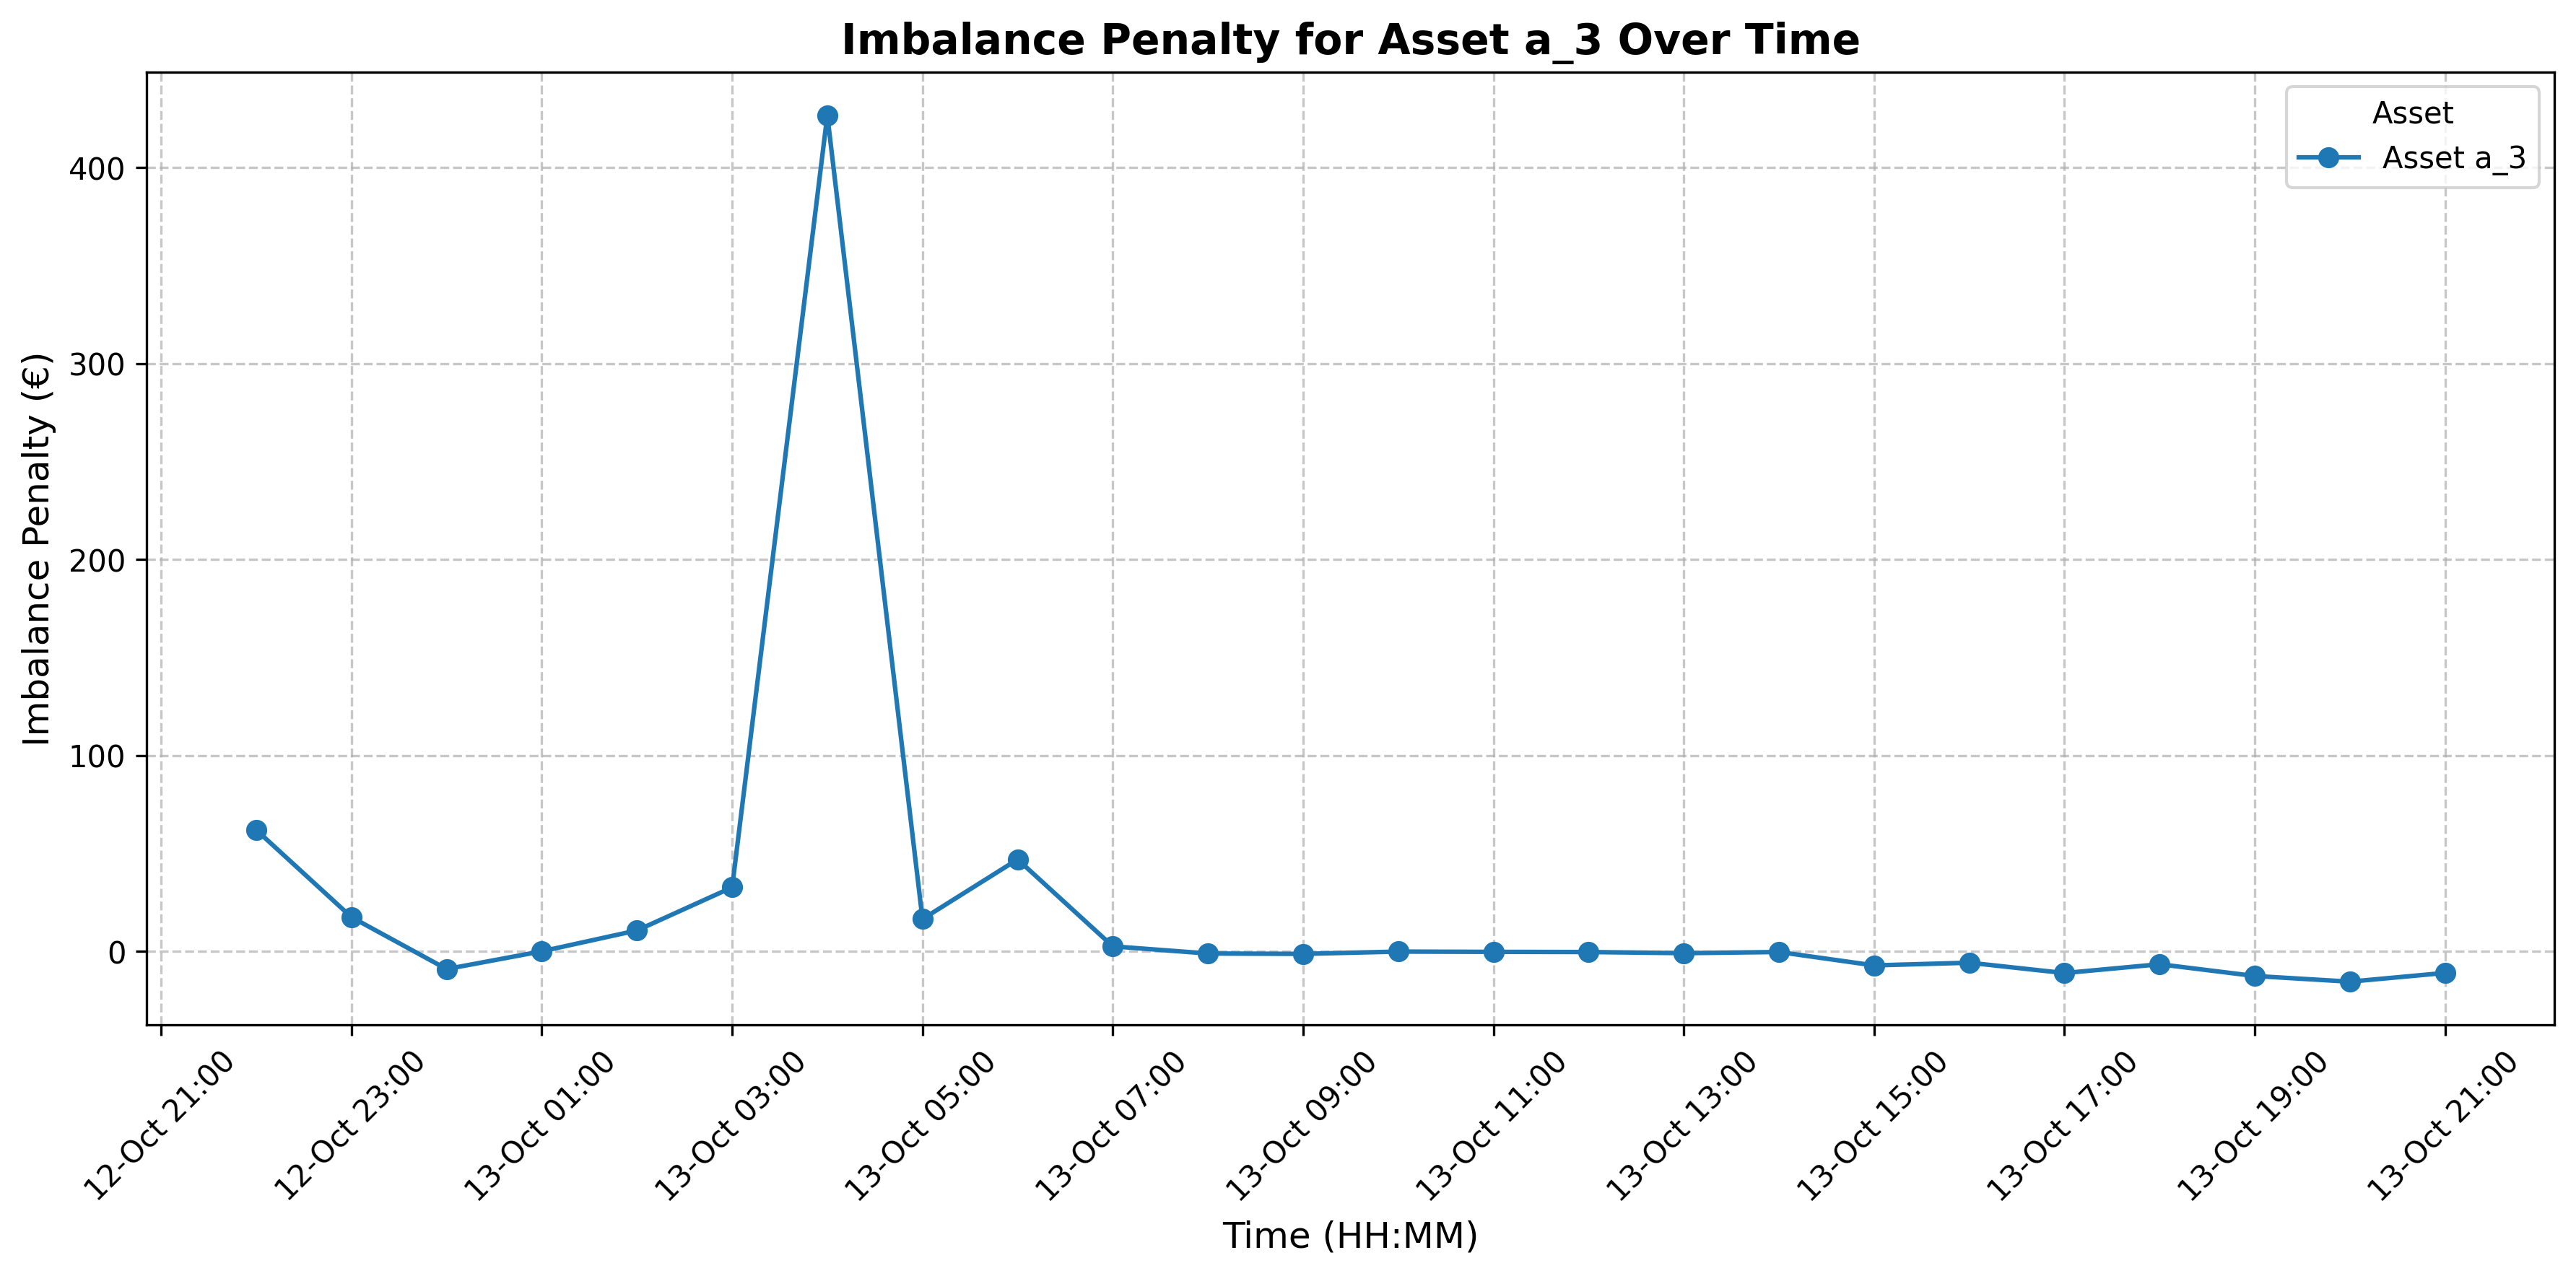 Imbalance Penalty for Asset a_3 Over Time
Asset
Asset a_3
Imbalance Penalty (€)
400
300
200
100
0
12-Oct 21:00
12-Oct 23:00
13-Oct 01:00
13-Oct 03:00
13-Oct 05:00
13-Oct 07:00
13-Oct 09:00
13-Oct 11:00
13-Oct 13:00
13-Oct 15:00
13-Oct 17:00
13-Oct 19:00
13-Oct 21:00
Time (HH:MM)